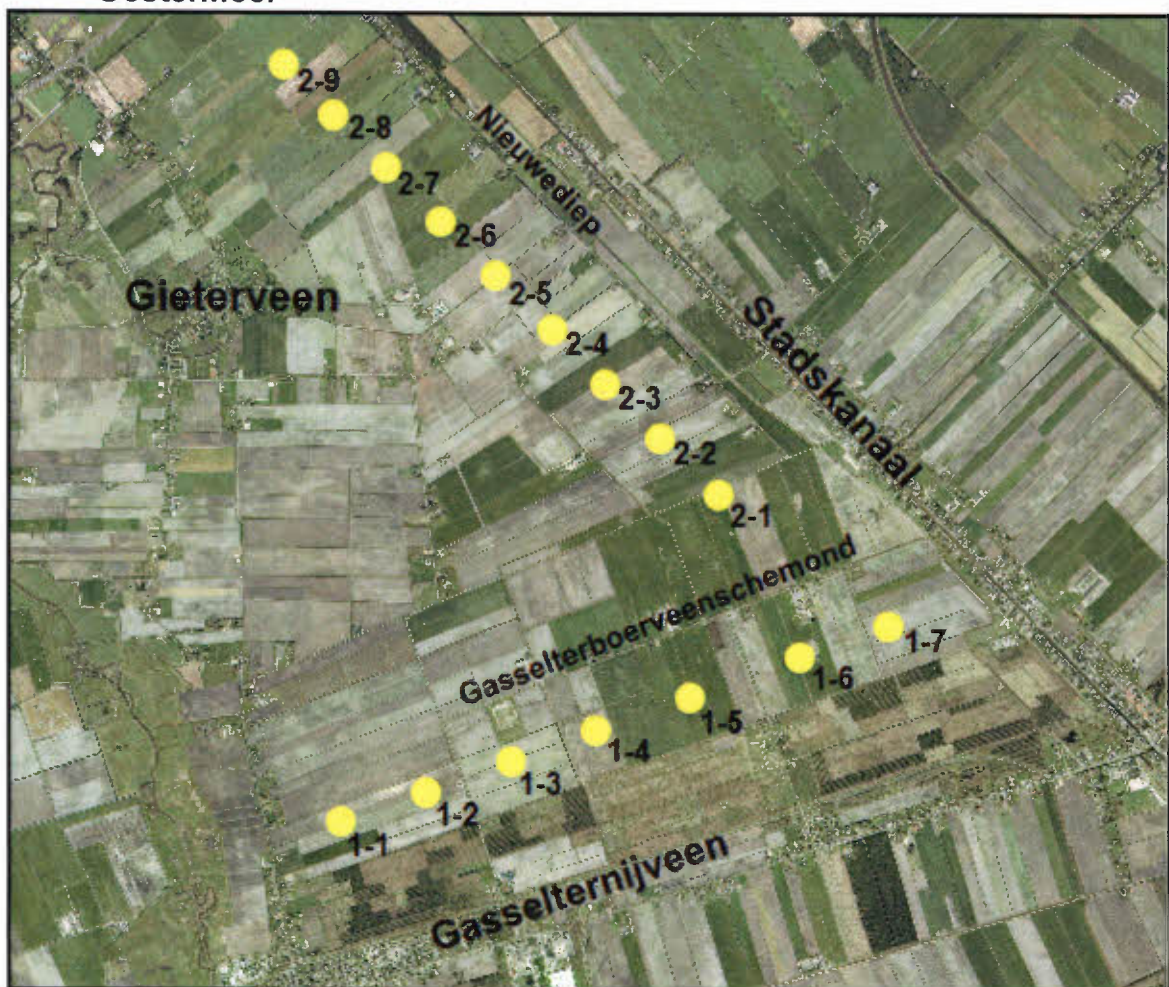 Oostermoer
2-9
2-8
Nieuwediep
2-7
2-6
2-5
Gieterveen
2-4
Stadskanaal
2-3
2-2
2-1
Gasselterboerveenschemond
1-7
1-6
1-5
1-4
1-3
1-2
1-1
Gasselternijveen